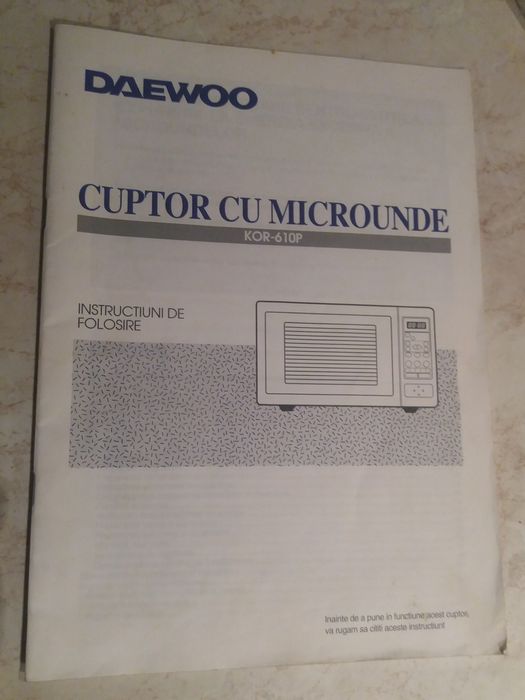 DAEWOO
CUPTOR CU MICROUNDE
KOR-610P
INSTRUCTIUNI DE
FOLOSIRE
Inainte de a pune in functiune acest cuptor,
va rugam sa cititi aceste instructiuni